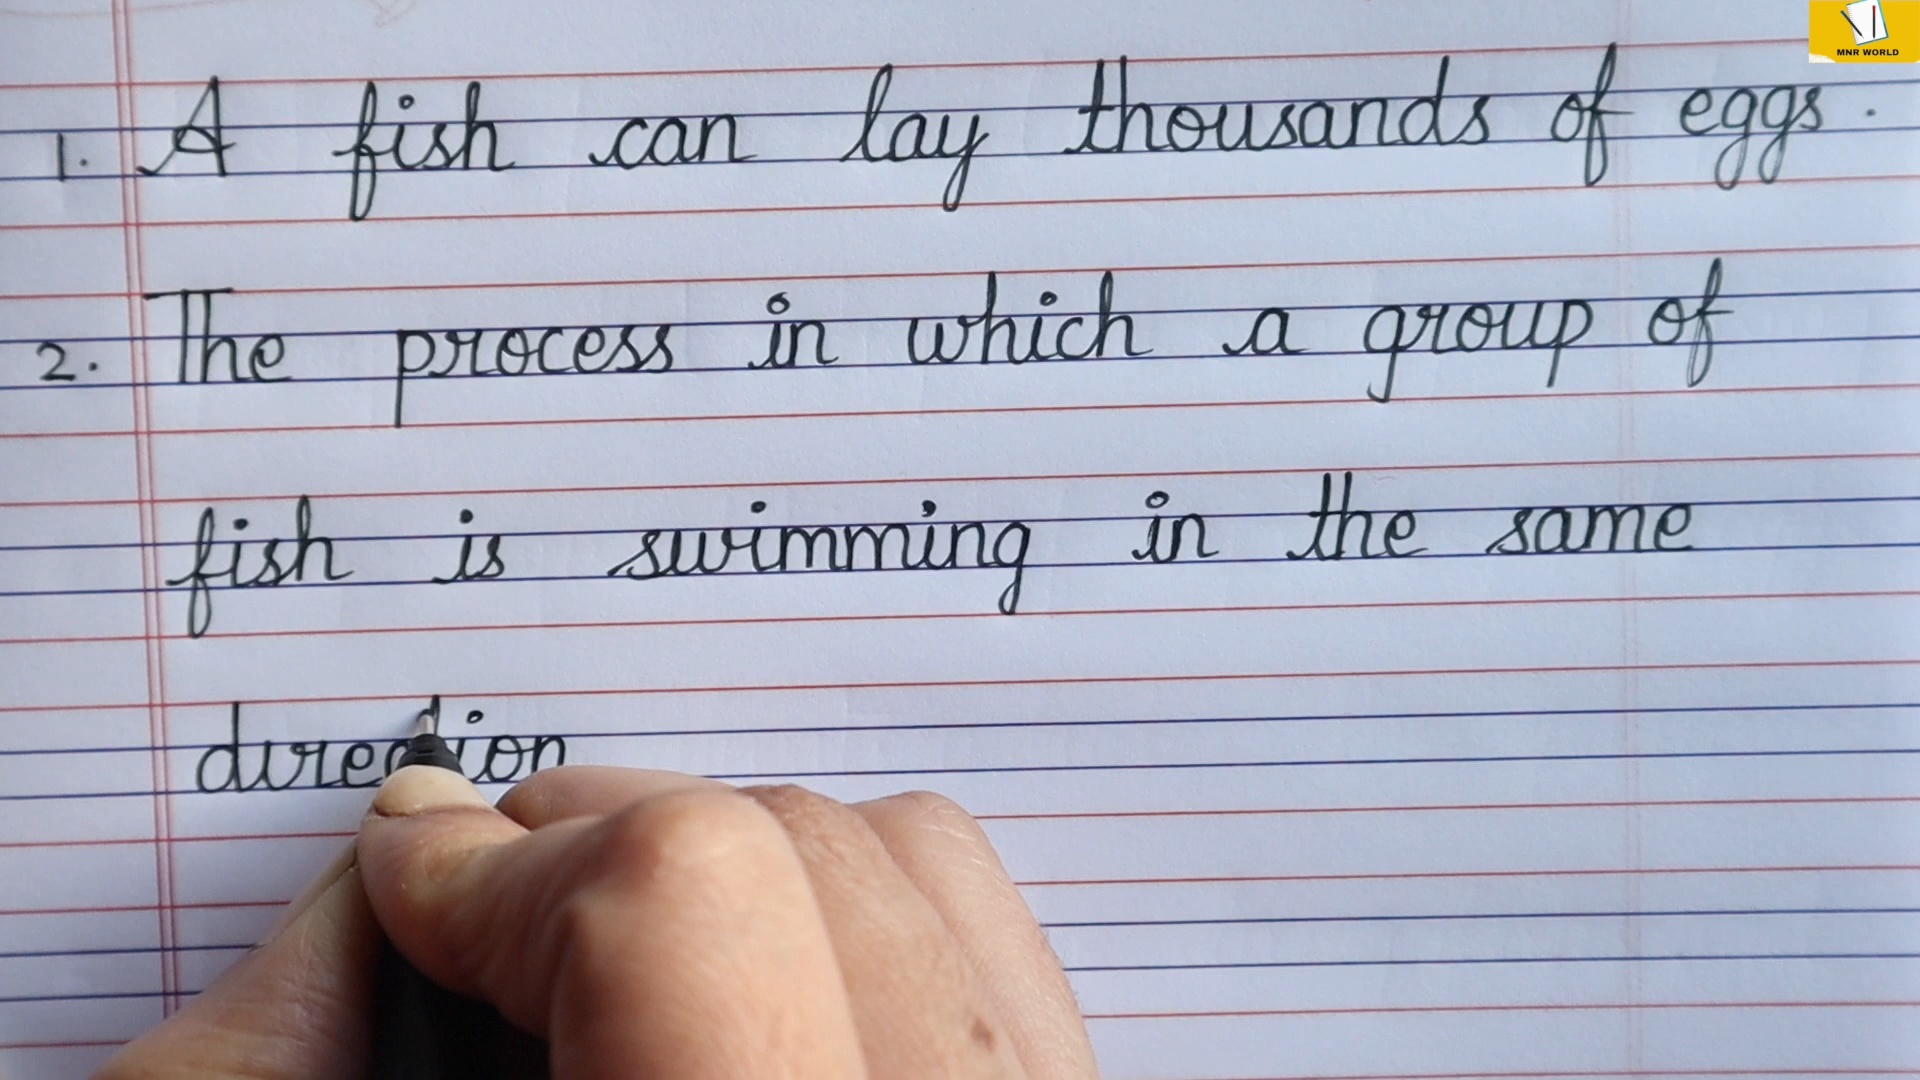 MNR WORLD
1. A fish can lay thousands of eggs.
2. The process in which a group of
fish is swimming in the same
direction